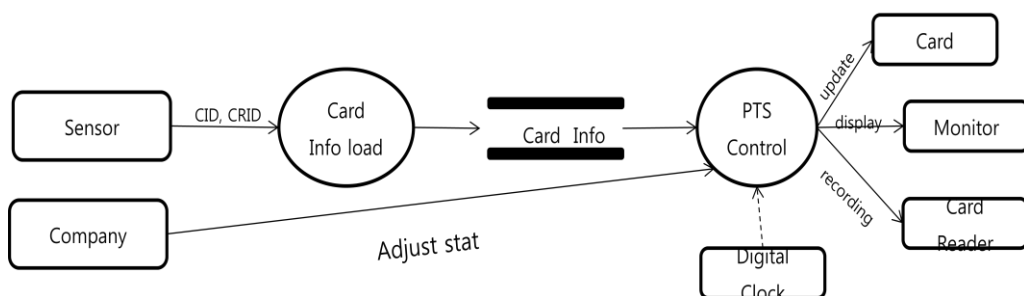 Card
update
Sensor
CID, CRID
Card
Info load
Card Info
PTS
Control
display
Monitor
Company
Adjust stat
recording
Card
Reader
Digital
Clock